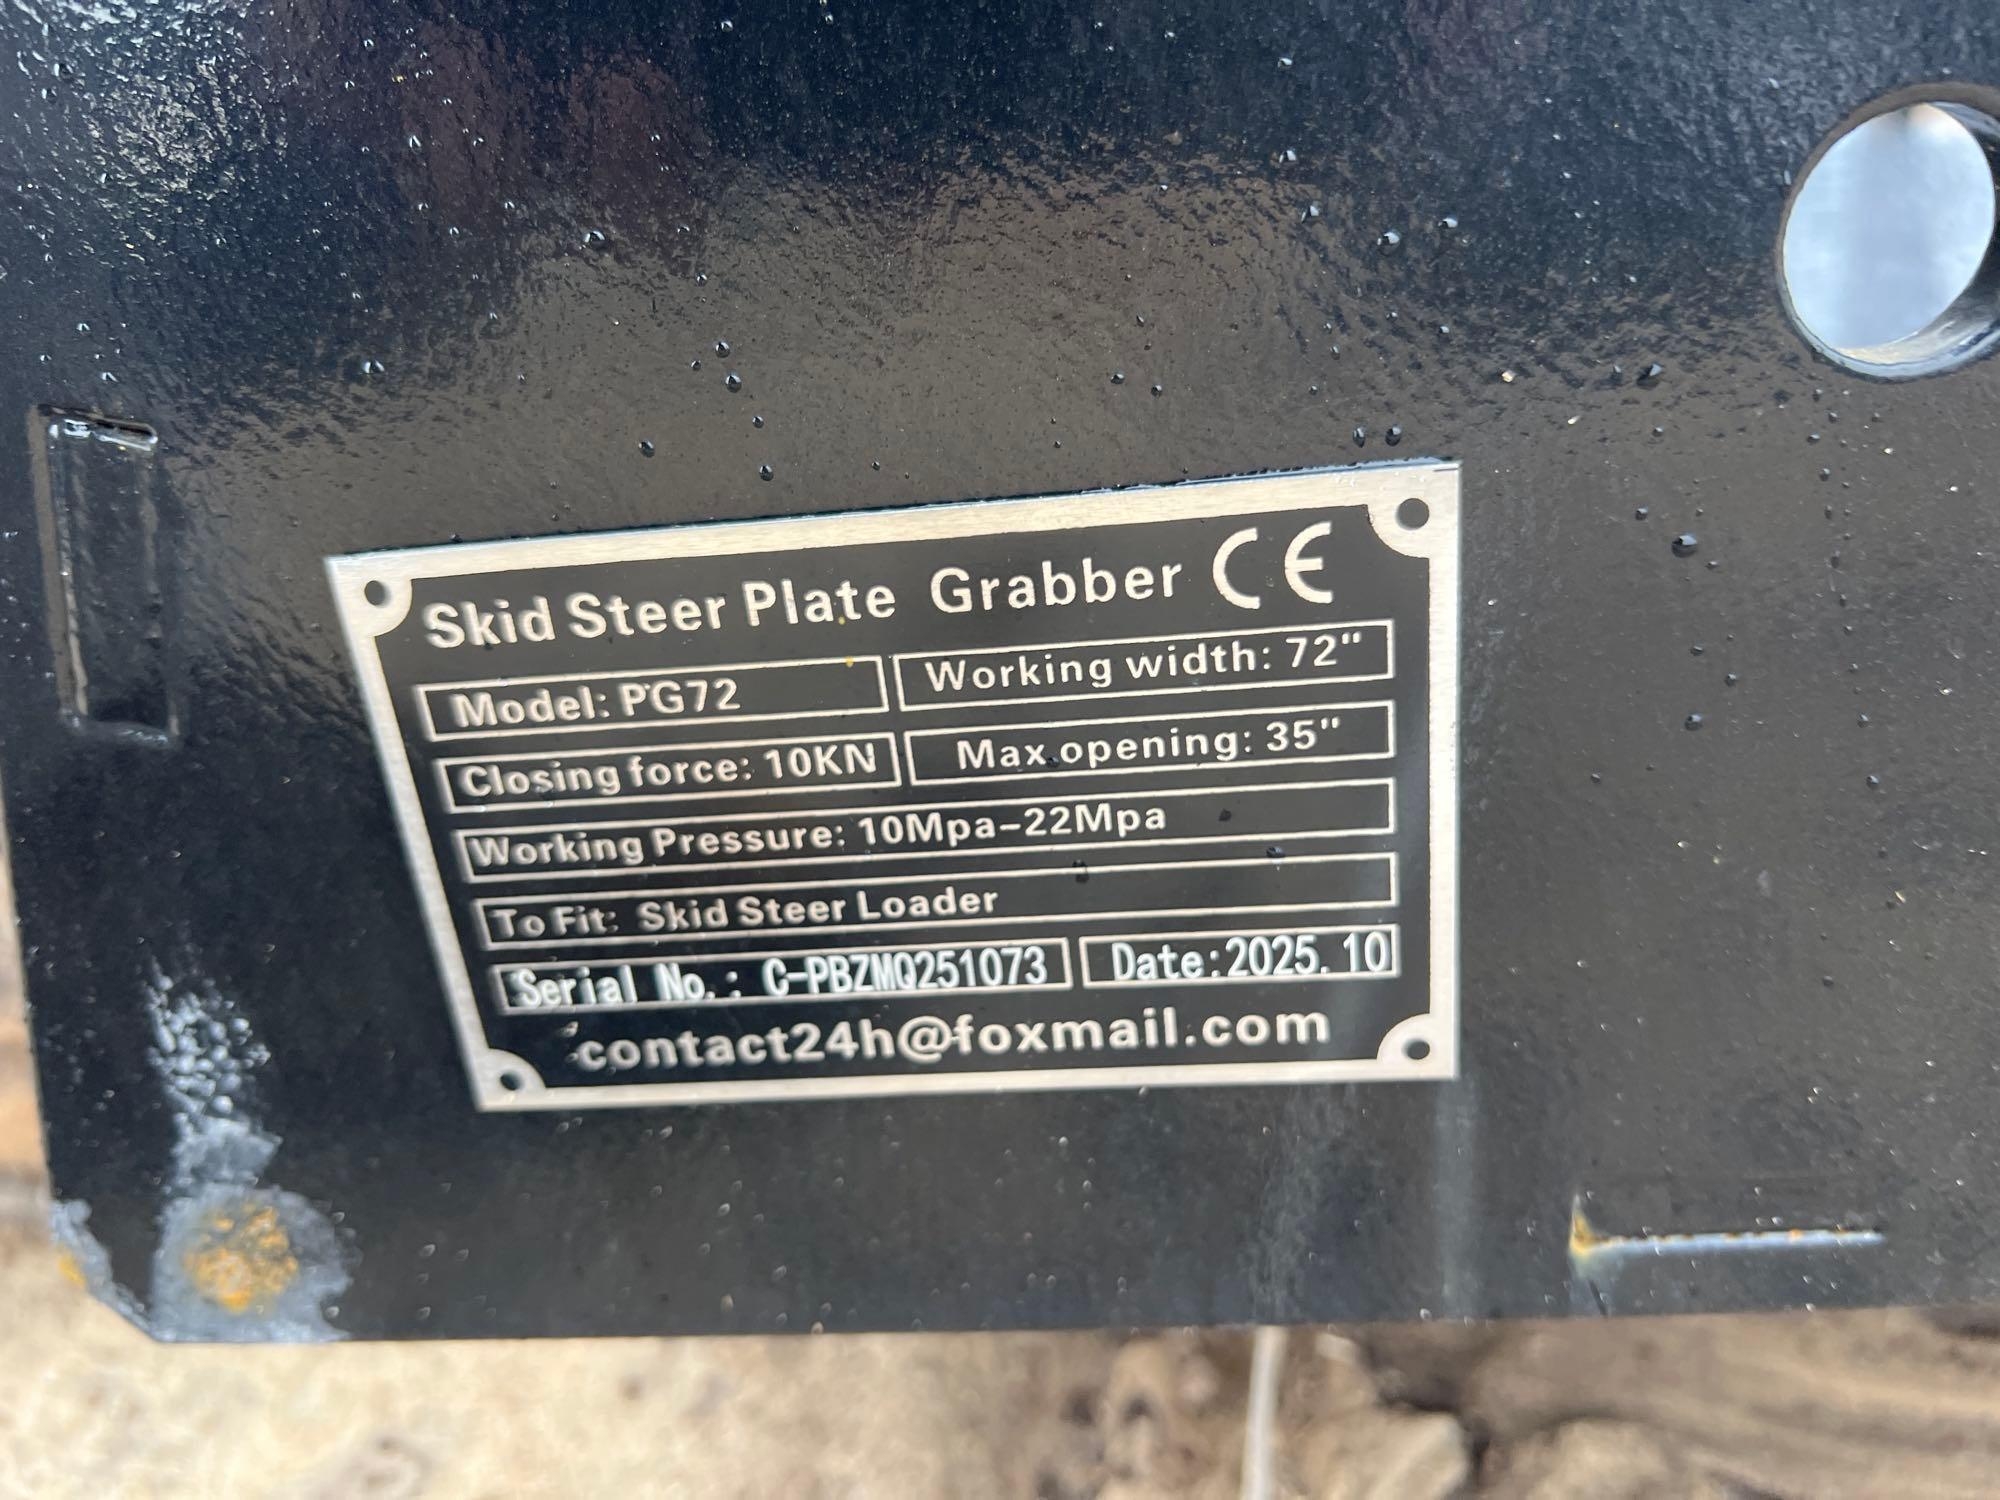 Skid Steer Plate Grabber CE
Model: PG72
Working width: 72"
Closing force: 10KN
Max.opening: 35"
Working Pressure: 10Mpa-22Mpa
To Fit: Skid Steer Loader
Serial No.: C-PBZMQ251073
Date:2025.10
contact24h@foxmail.com